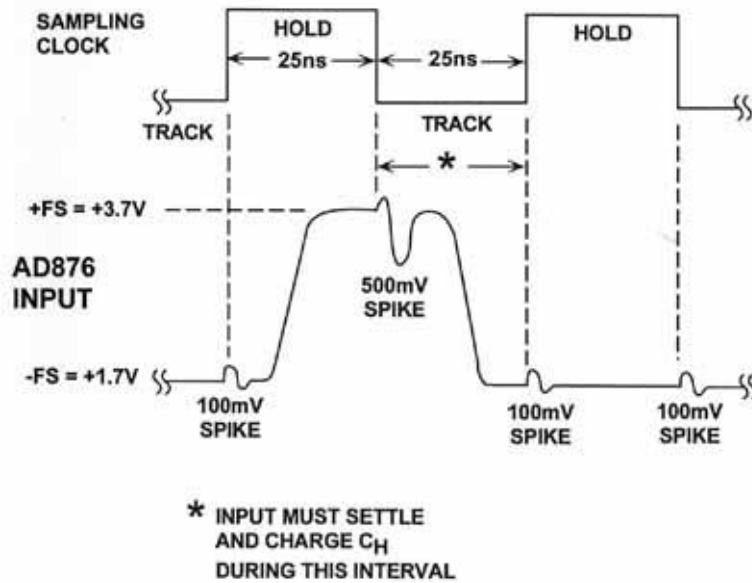 SAMPLING
CLOCK
HOLD
HOLD
25ns
25ns
TRACK
TRACK
*
+FS = +3.7V
AD876
INPUT
500mV
SPIKE
-FS = +1.7V
100mV
SPIKE
100mV
SPIKE
100mV
SPIKE
* INPUT MUST SETTLE
AND CHARGE CH
DURING THIS INTERVAL